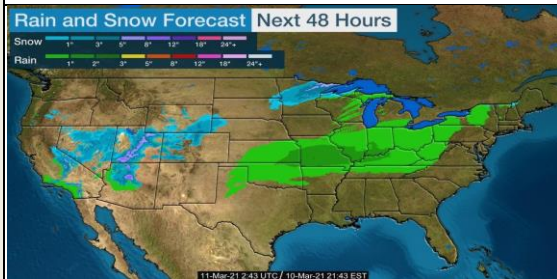 Rain and Snow Forecast Next 48 Hours
Snow 1" 3" 5" 8" 12" 18" 24"+
Rain 1" 2" 3" 5" 8" 12" 18" 24"+
11-Mar-21 2:43 UTC / 10-Mar-21 21:43 EST